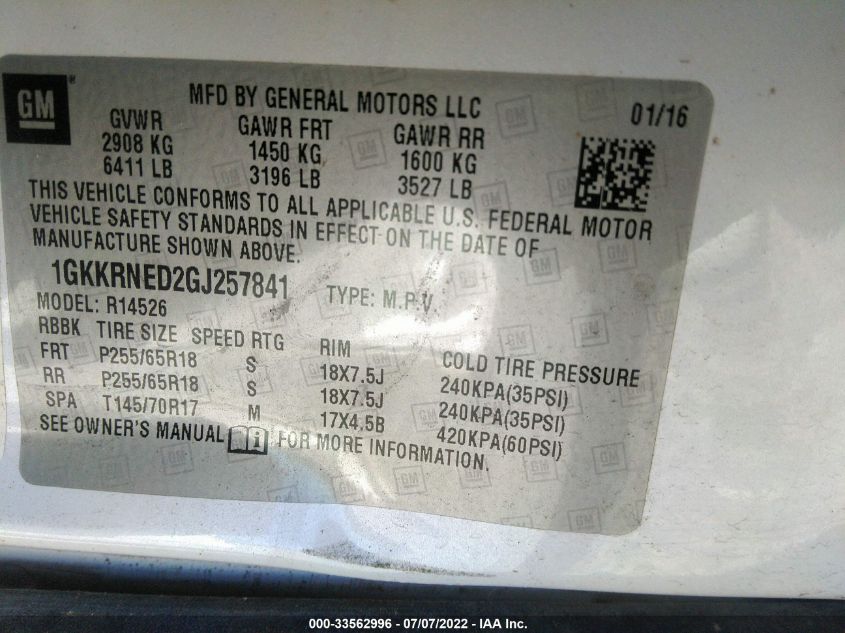 GM
MFD BY GENERAL MOTORS LLC
01/16
GVWR GAWR FRT GAWR RR
2908 KG 1450 KG 1600 KG
6411 LB 3196 LB 3527 LB
THIS VEHICLE CONFORMS TO ALL APPLICABLE U.S. FEDERAL MOTOR
VEHICLE SAFETY STANDARDS IN EFFECT ON THE DATE OF
MANUFACTURE SHOWN ABOVE.
1GKKRNED2GJ257841 TYPE: M.P.V
MODEL: R14526
RBBK TIRE SIZE SPEED RTG RIM COLD TIRE PRESSURE
FRT P255/65R18 S 18X7.5J 240KPA(35PSI)
RR P255/65R18 S 18X7.5J 240KPA(35PSI)
SPA T145/70R17 M 17X4.5B 420KPA(60PSI)
SEE OWNER'S MANUAL FOR MORE INFORMATION.
000-33562996 - 07/07/2022 - IAA Inc.